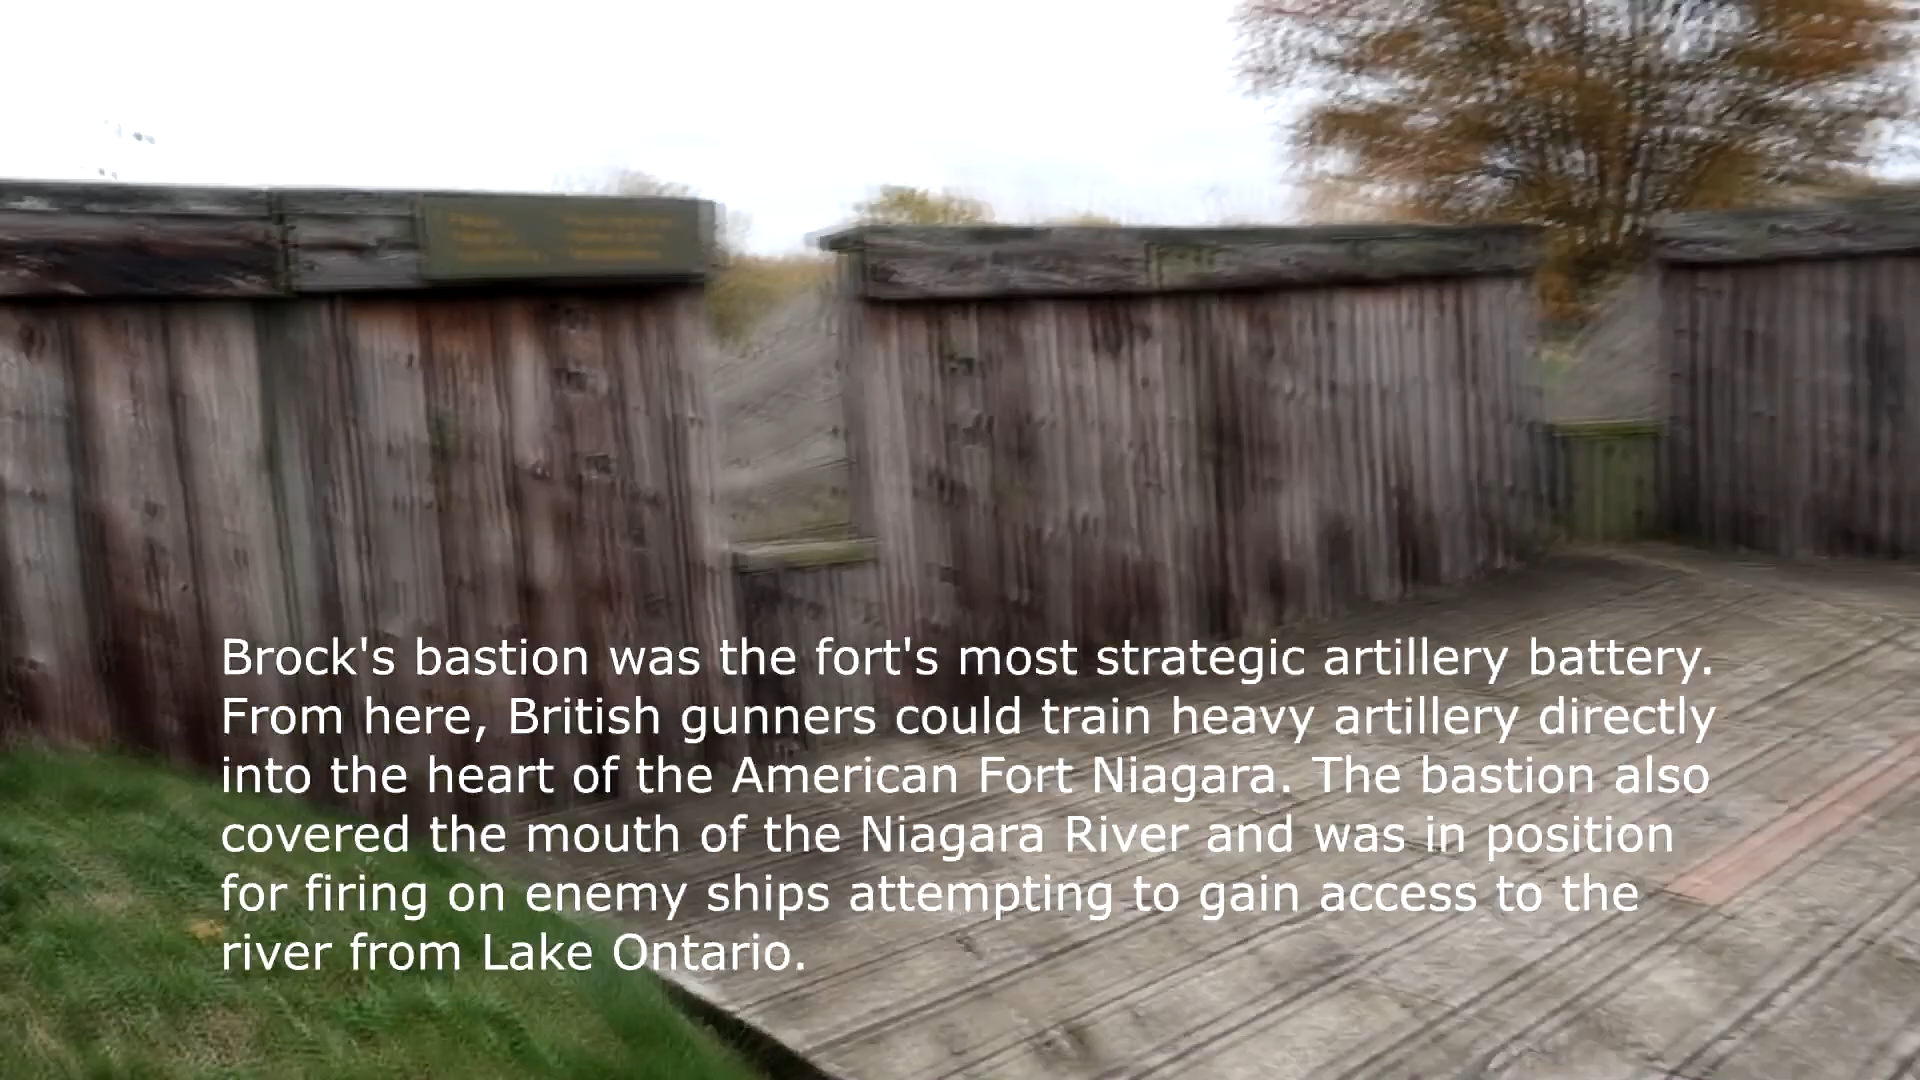 Brock's bastion was the fort's most strategic artillery battery.
From here, British gunners could train heavy artillery directly
into the heart of the American Fort Niagara. The bastion also
covered the mouth of the Niagara River and was in position
for firing on enemy ships attempting to gain access to the
river from Lake Ontario.